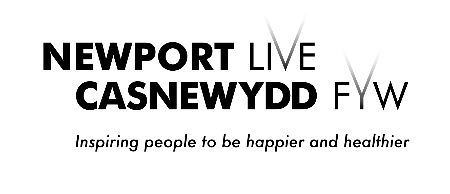 NEWPORT LIVE
CASNEWYDD FYW
Inspiring people to be happier and healthier